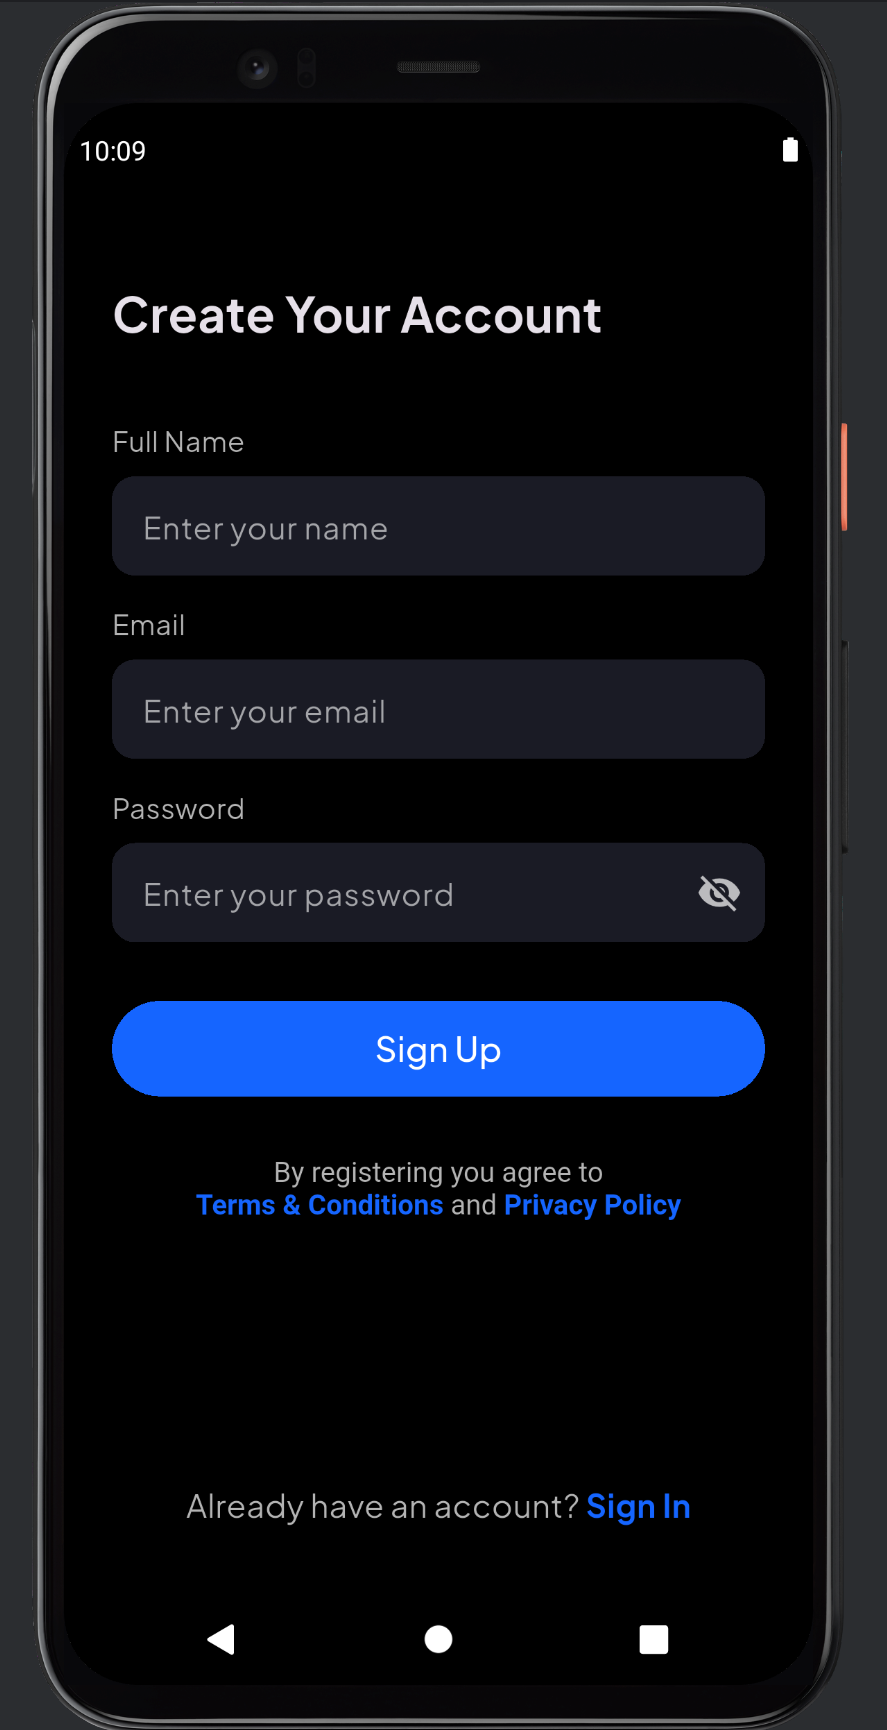 10:09
Create Your Account
Full Name
Enter your name
Email
Enter your email
Password
Enter your password
Sign Up
By registering you agree to
Terms & Conditions and Privacy Policy
Already have an account? Sign In